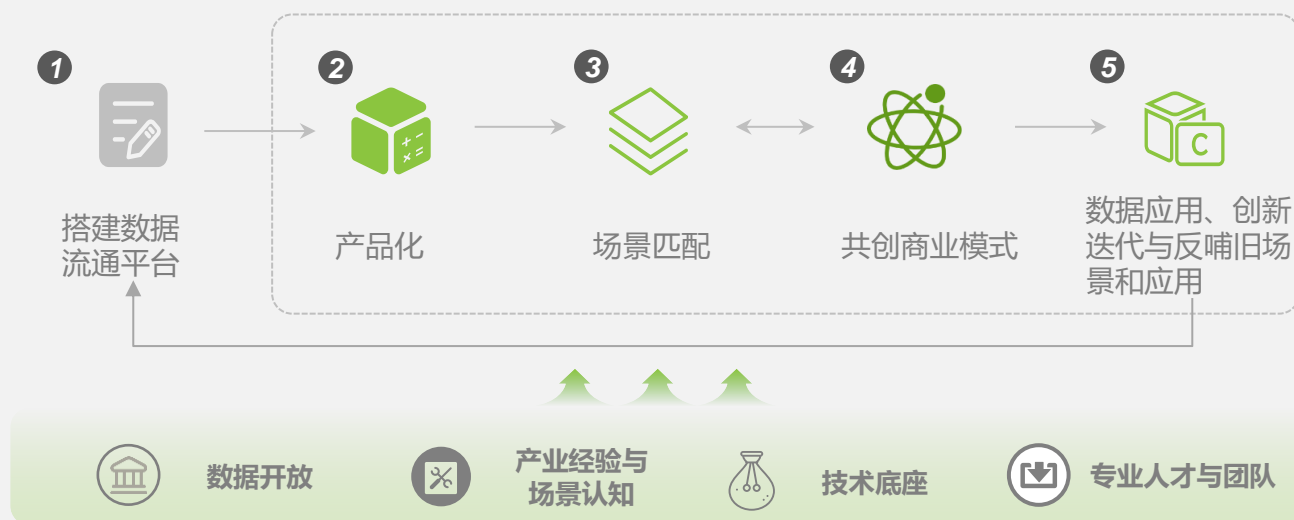 1
搭建数据
流通平台
2
产品化
3
场景匹配
4
共创商业模式
5
数据应用、创新
迭代与反哺旧场
景和应用
C
数据开放
产业经验与
场景认知
技术底座
专业人才与团队